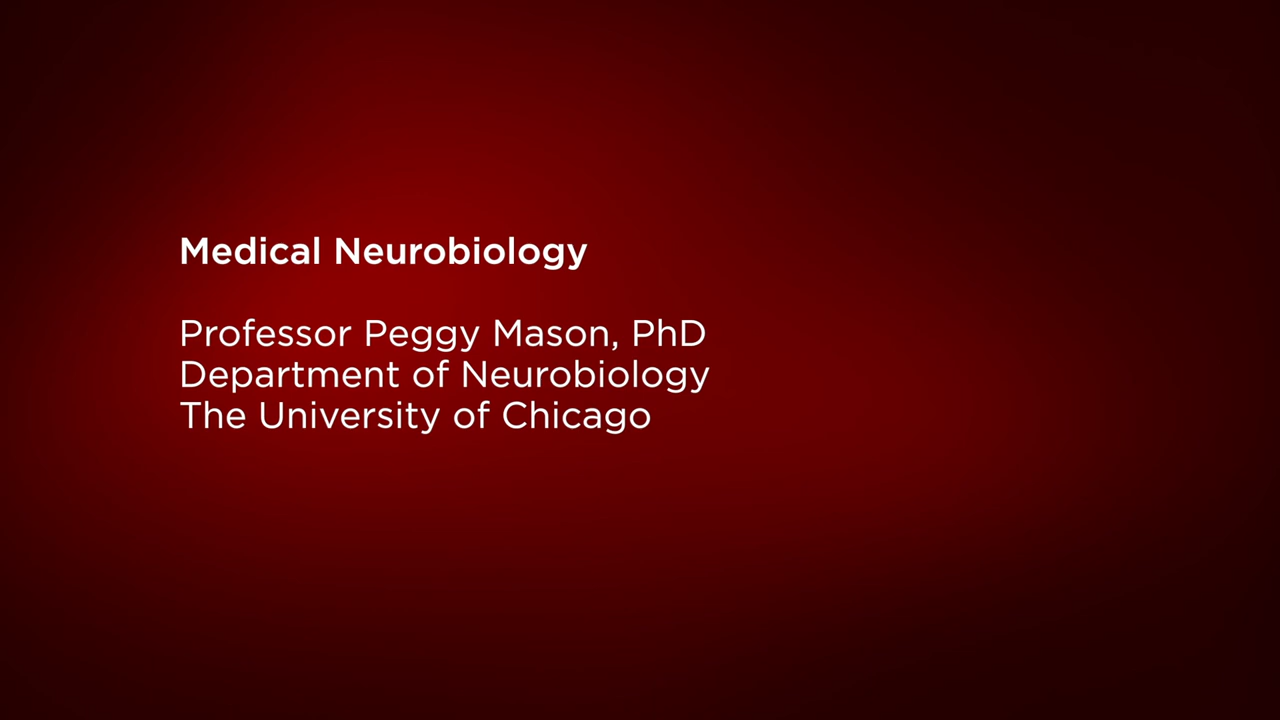 Medical Neurobiology
Professor Peggy Mason, PhD
Department of Neurobiology
The University of Chicago